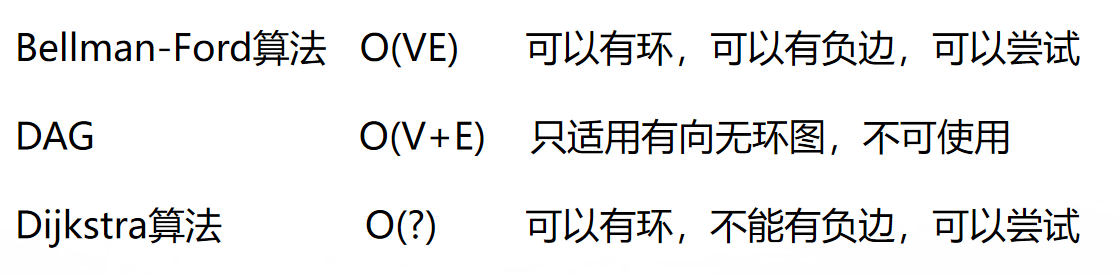 Bellman-Ford算法 O(VE) 可以有环，可以有负边，可以尝试
DAG O(V+E) 只适用有向无环图，不可使用
Dijkstra算法 O(?) 可以有环，不能有负边，可以尝试